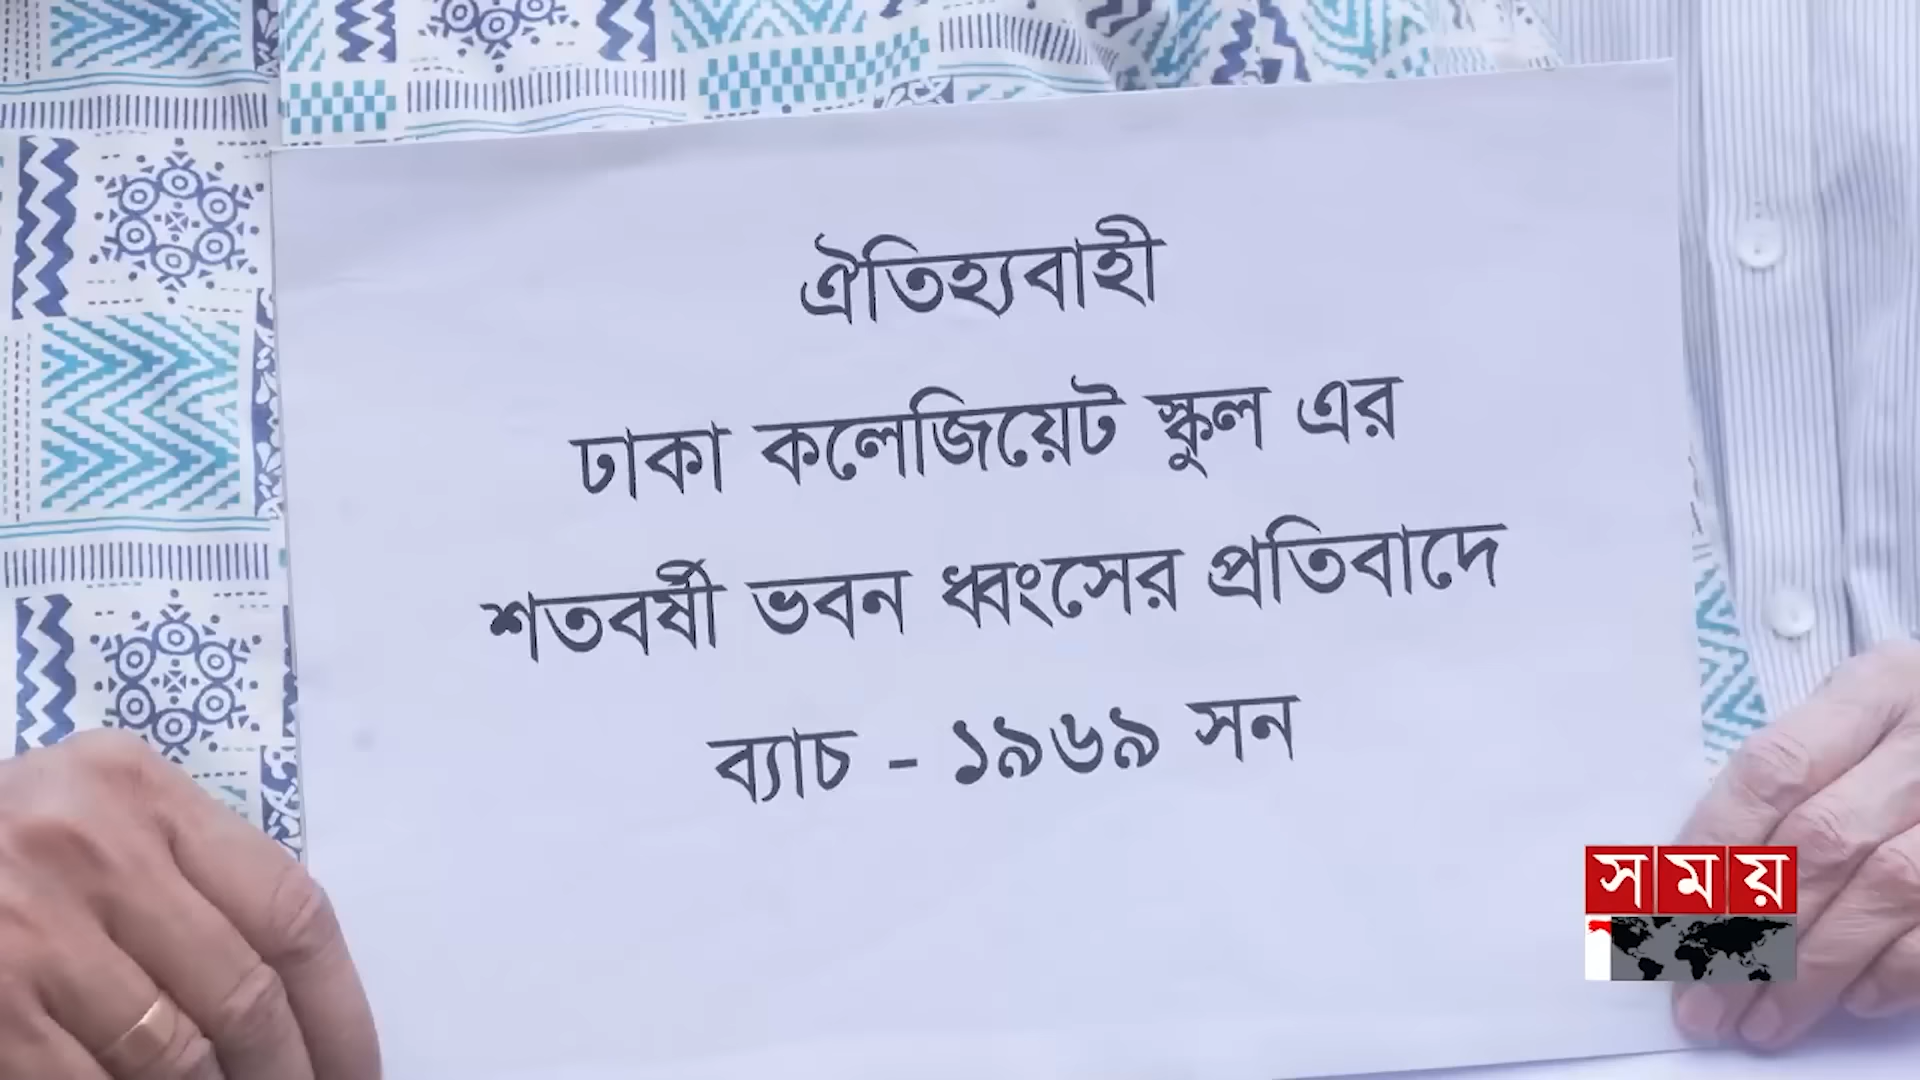 ঐতিহ্যবাহী
ঢাকা কলেজিয়েট স্কুল এর
শতবর্ষী ভবন ধ্বংসের প্রতিবাদে
ব্যাচ - ১৯৬৯ সন
সময়